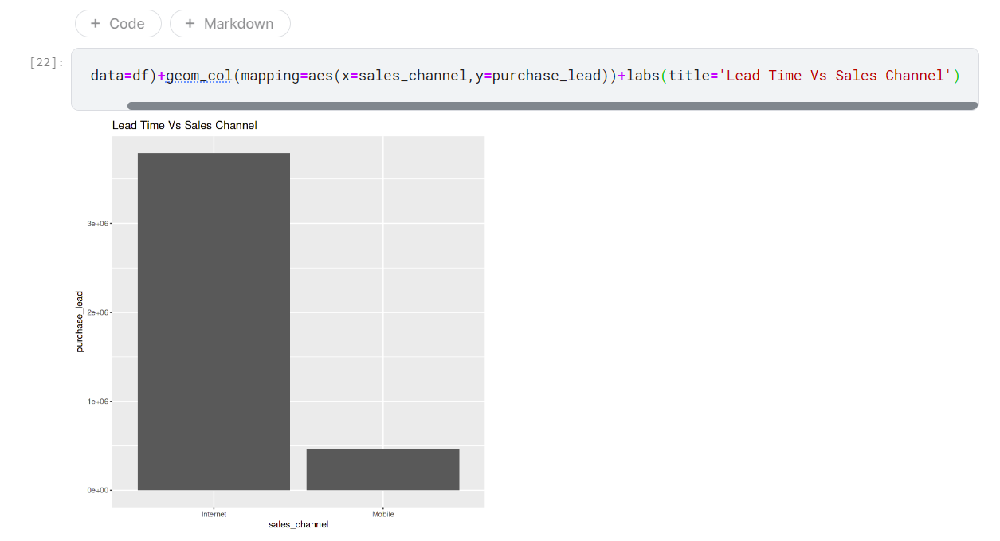 + Code + Markdown
[22]:
data=df)+geom_col(mapping=aes(x=sales_channel,y=purchase_lead))+labs(title='Lead Time Vs Sales Channel')
Lead Time Vs Sales Channel
3e+06
2e+06
1e+06
0e+00
purchase_lead
Internet Mobile
sales_channel